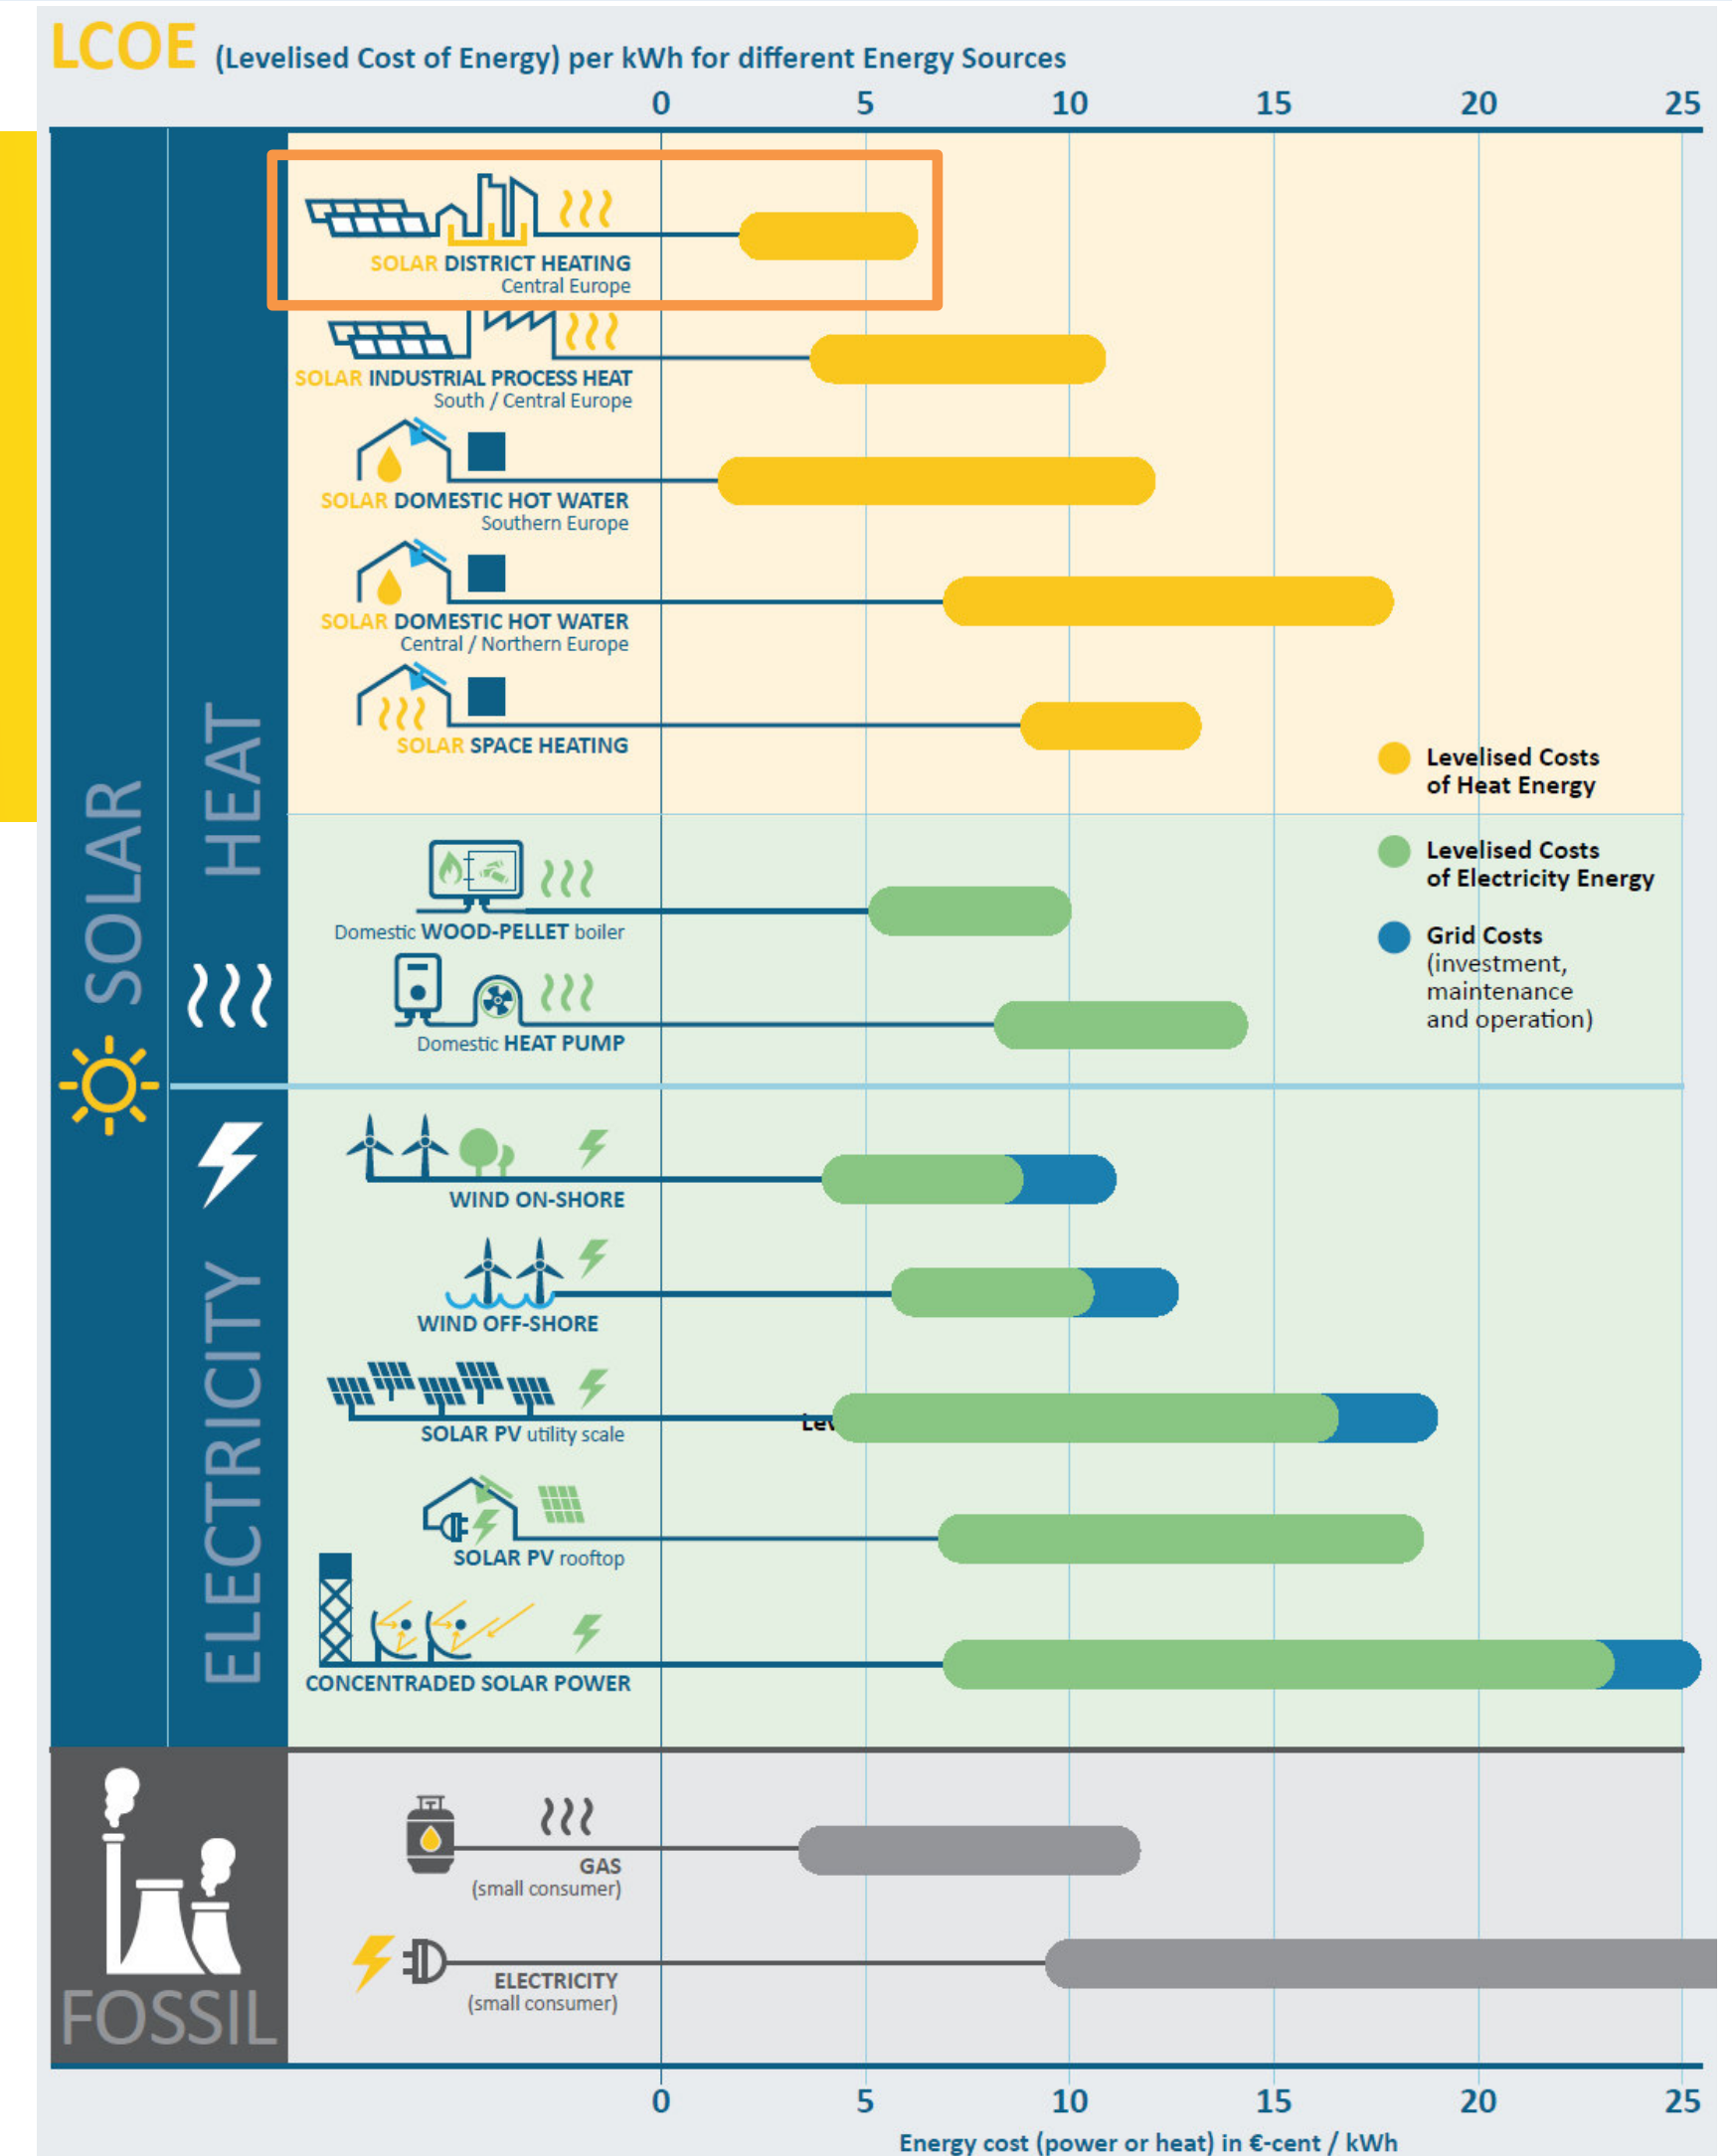 LCOE (Levelised Cost of Energy) per kWh for different Energy Sources
0 5 10 15 20 25
SOLAR
HEAT
SOLAR DISTRICT HEATING
Central Europe
SOLAR INDUSTRIAL PROCESS HEAT
South / Central Europe
SOLAR DOMESTIC HOT WATER
Southern Europe
SOLAR DOMESTIC HOT WATER
Central / Northern Europe
SOLAR SPACE HEATING
Levelised Costs
of Heat Energy
Levelised Costs
of Electricity Energy
Grid Costs
(investment,
maintenance
and operation)
Domestic WOOD-PELLET boiler
Domestic HEAT PUMP
ELECTRICITY
WIND ON-SHORE
WIND OFF-SHORE
Lev
SOLAR PV utility scale
SOLAR PV rooftop
CONCENTRADED SOLAR POWER
FOSSIL
GAS
(small consumer)
ELECTRICITY
(small consumer)
0 5 10 15 20 25
Energy cost (power or heat) in €-cent / kWh